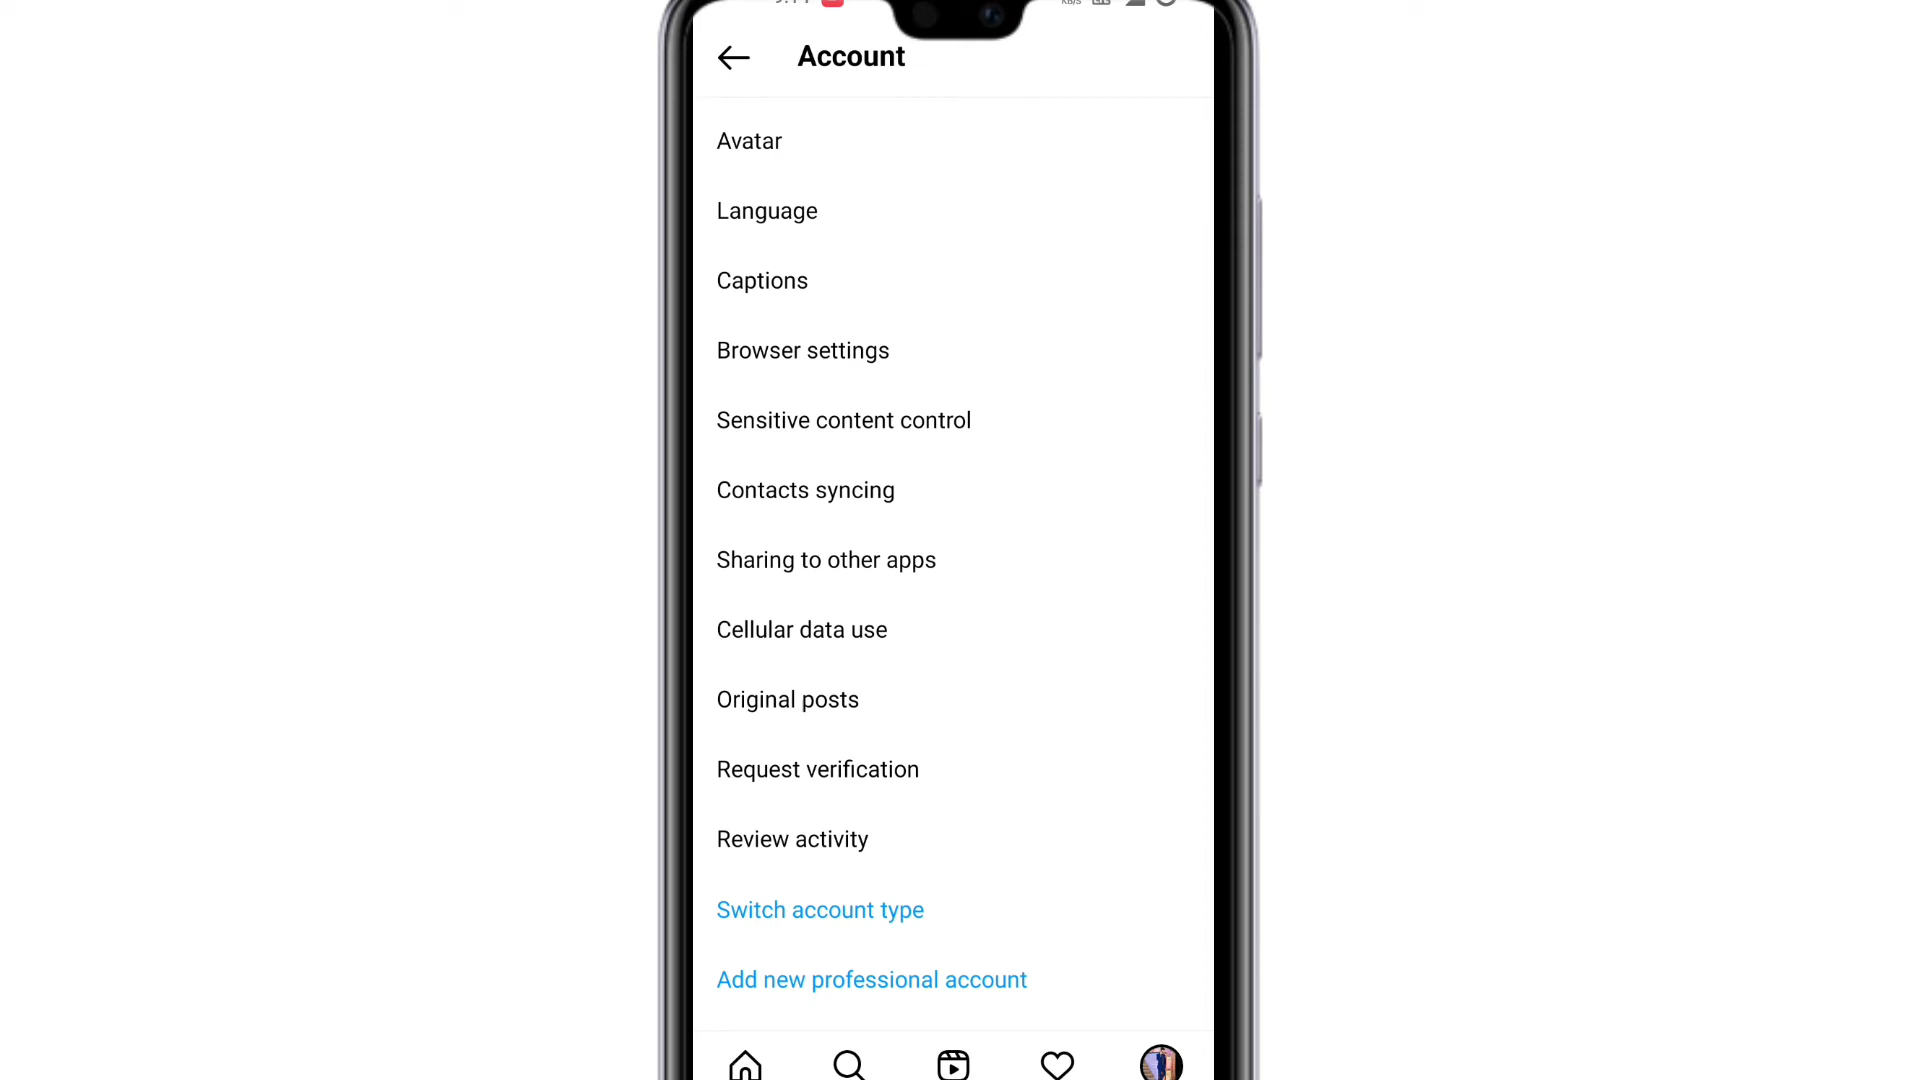 Account
Avatar
Language
Captions
Browser settings
Sensitive content control
Contacts syncing
Sharing to other apps
Cellular data use
Original posts
Request verification
Review activity
Switch account type
Add new professional account